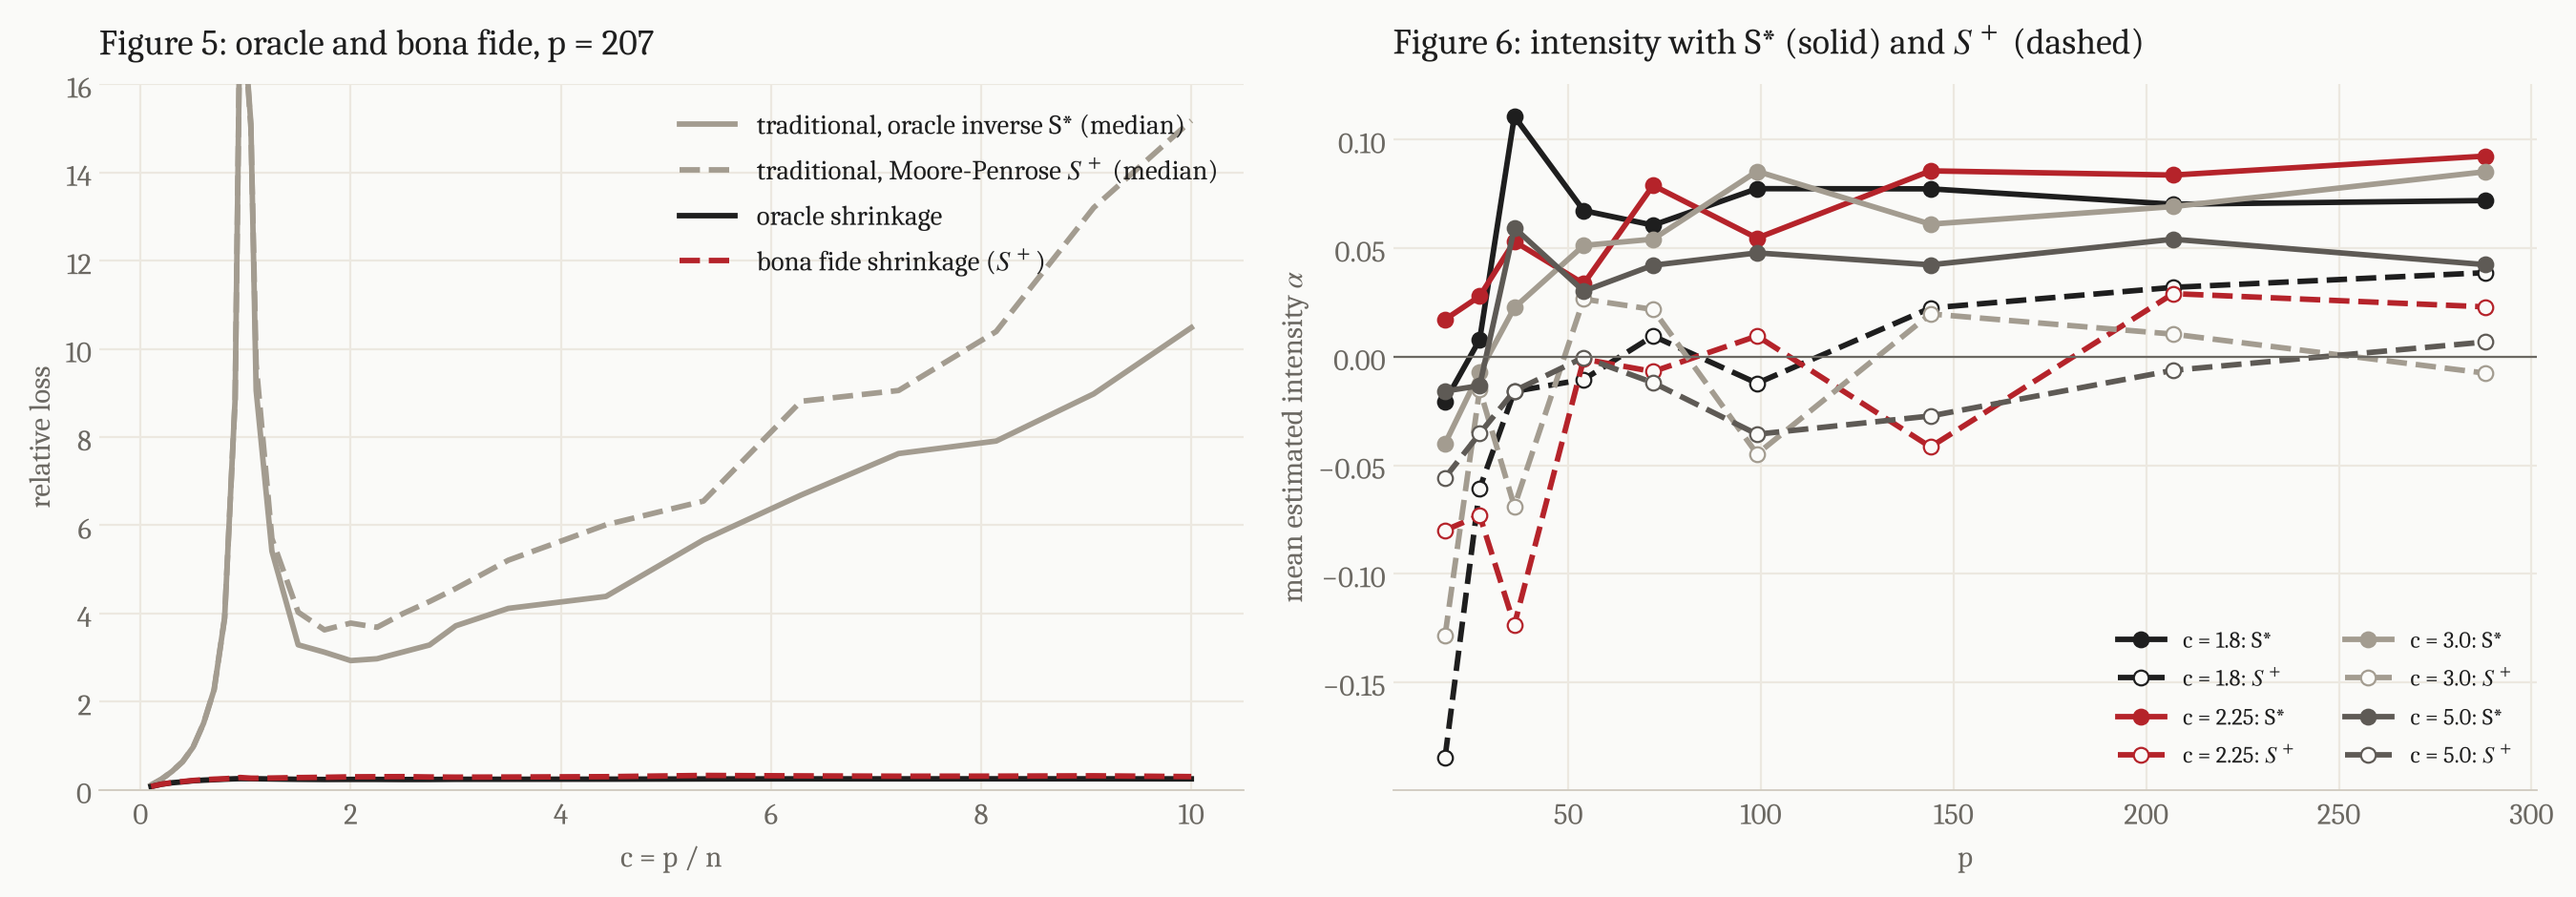 Figure 5: oracle and bona fide, p = 207
16
14
12
10
8
6
4
2
0
relative loss
0 2 4 6 8 10
c = p / n
traditional, oracle inverse S* (median)
traditional, Moore-Penrose S⁺ (median)
oracle shrinkage
bona fide shrinkage (S⁺)
Figure 6: intensity with S* (solid) and S⁺ (dashed)
0.10
0.05
0.00
−0.05
−0.10
−0.15
mean estimated intensity α
50 100 150 200 250 300
p
c = 1.8: S*
c = 1.8: S⁺
c = 2.25: S*
c = 2.25: S⁺
c = 3.0: S*
c = 3.0: S⁺
c = 5.0: S*
c = 5.0: S⁺